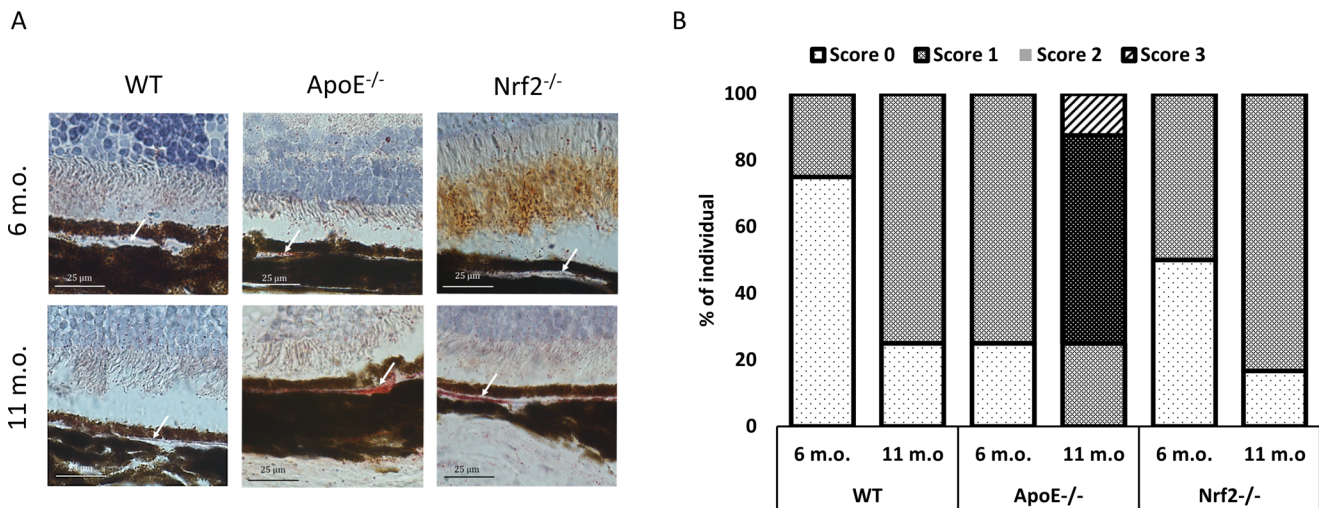 A
WT
ApoE-/-
Nrf2-/-
6 m.o.
25 µm
25 µm
25 µm
11 m.o.
25 µm
25 µm
25 µm
B
Score 0 Score 1 Score 2 Score 3
% of individual
100
80
60
40
20
0
6 m.o. 11 m.o 6 m.o. 11 m.o 6 m.o. 11 m.o
WT ApoE-/- Nrf2-/-